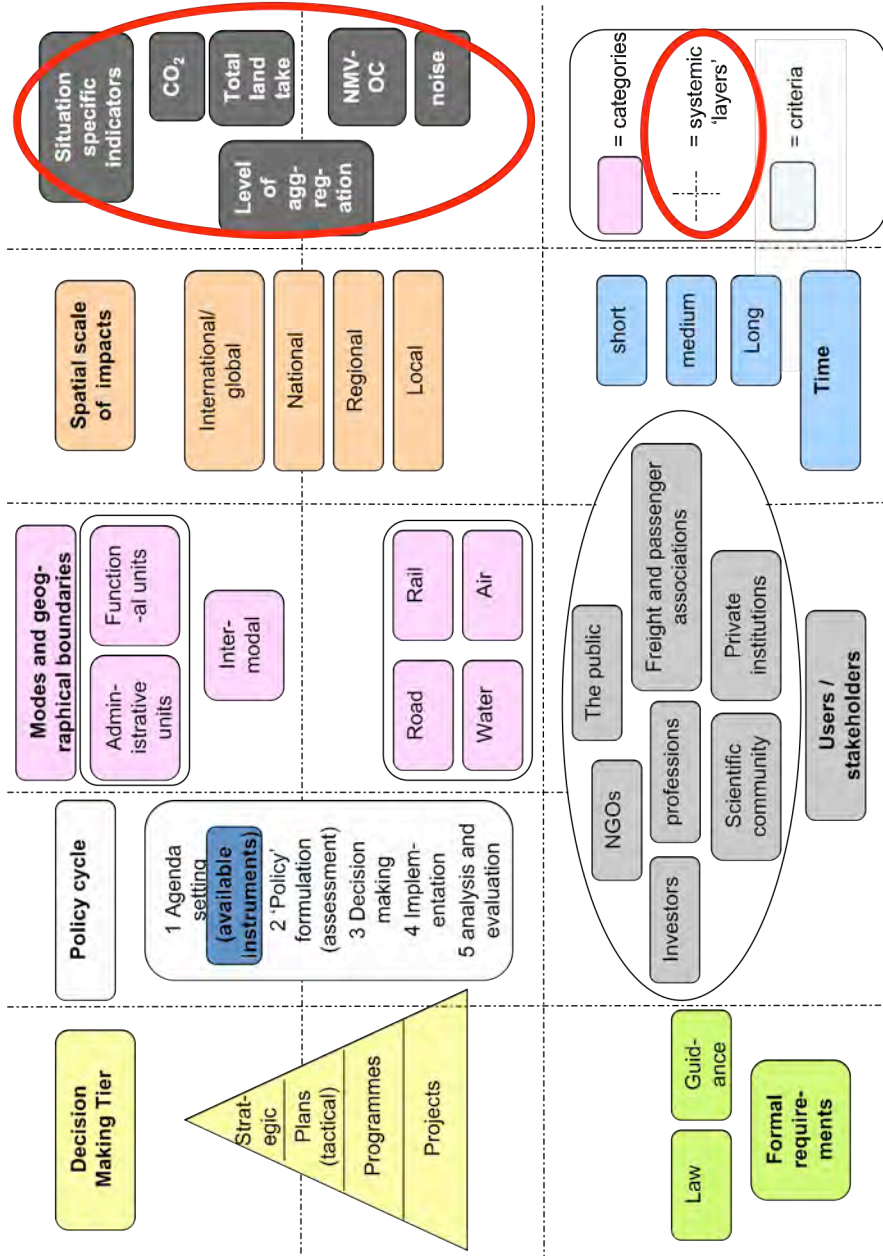 Decision
Making Tier
Strat-
egic
Plans
(tactical)
Programmes
Projects
Policy cycle
1 Agenda
setting
(available
instruments)
2 ‘Policy’
formulation
(assessment)
3 Decision
making
4 Implem-
entation
5 analysis and
evaluation
Modes and geog-
raphical boundaries
Admin-
istrative
units
Function
-al units
Inter-
modal
Road
Rail
Water
Air
Spatial scale
of impacts
International/
global
National
Regional
Local
Situation
specific
indicators
CO2
Level
of
agg-
reg-
ation
Total
land
take
NMV-
OC
noise
Law
Guid-
ance
Formal
require-
ments
NGOs
The public
Investors
professions
Freight and passenger
associations
Scientific
community
Private
institutions
Users /
stakeholders
short
medium
Long
Time
= categories
= systemic
‘layers’
= criteria